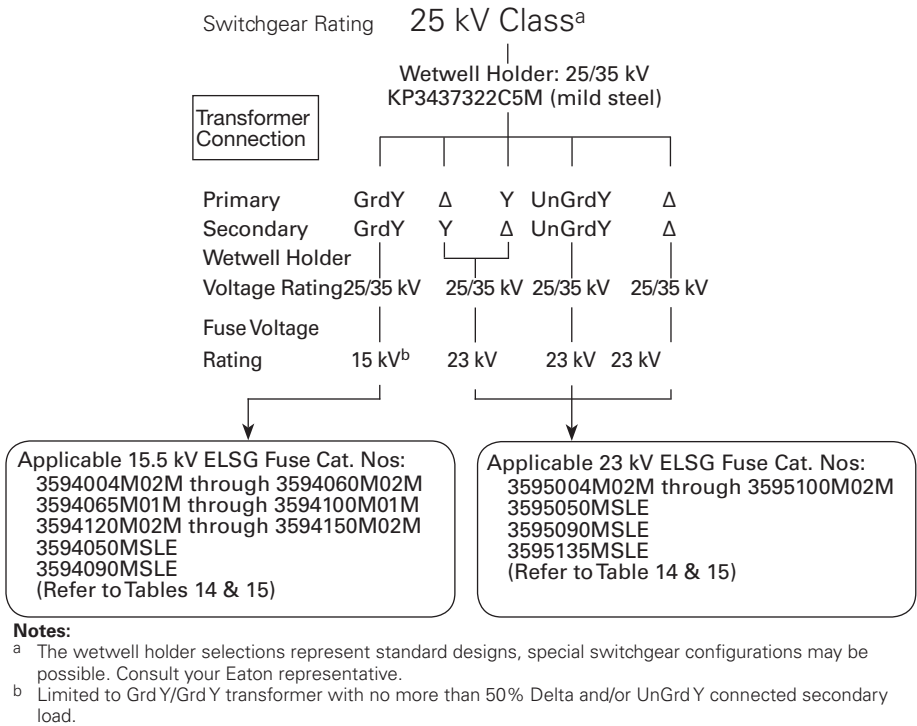 Switchgear Rating 25 kV Classa
Wetwell Holder: 25/35 kV
KP3437322C5M (mild steel)
Transformer
Connection
Primary GrdY Δ Y UnGrdY Δ
Secondary GrdY Y Δ UnGrdY Δ
Wetwell Holder
Voltage Rating 25/35 kV 25/35 kV 25/35 kV 25/35 kV
Fuse Voltage
Rating 15 kVb 23 kV 23 kV 23 kV
Applicable 15.5 kV ELSG Fuse Cat. Nos:
3594004M02M through 3594060M02M
3594065M01M through 3594100M01M
3594120M02M through 3594150M02M
3594050MSLE
3594090MSLE
(Refer to Tables 14 & 15)
Applicable 23 kV ELSG Fuse Cat. Nos:
3595004M02M through 3595100M02M
3595050MSLE
3595090MSLE
3595135MSLE
(Refer to Table 14 & 15)
Notes:
a The wetwell holder selections represent standard designs, special switchgear configurations may be
possible. Consult your Eaton representative.
b Limited to Grd Y/Grd Y transformer with no more than 50% Delta and/or UnGrd Y connected secondary
load.